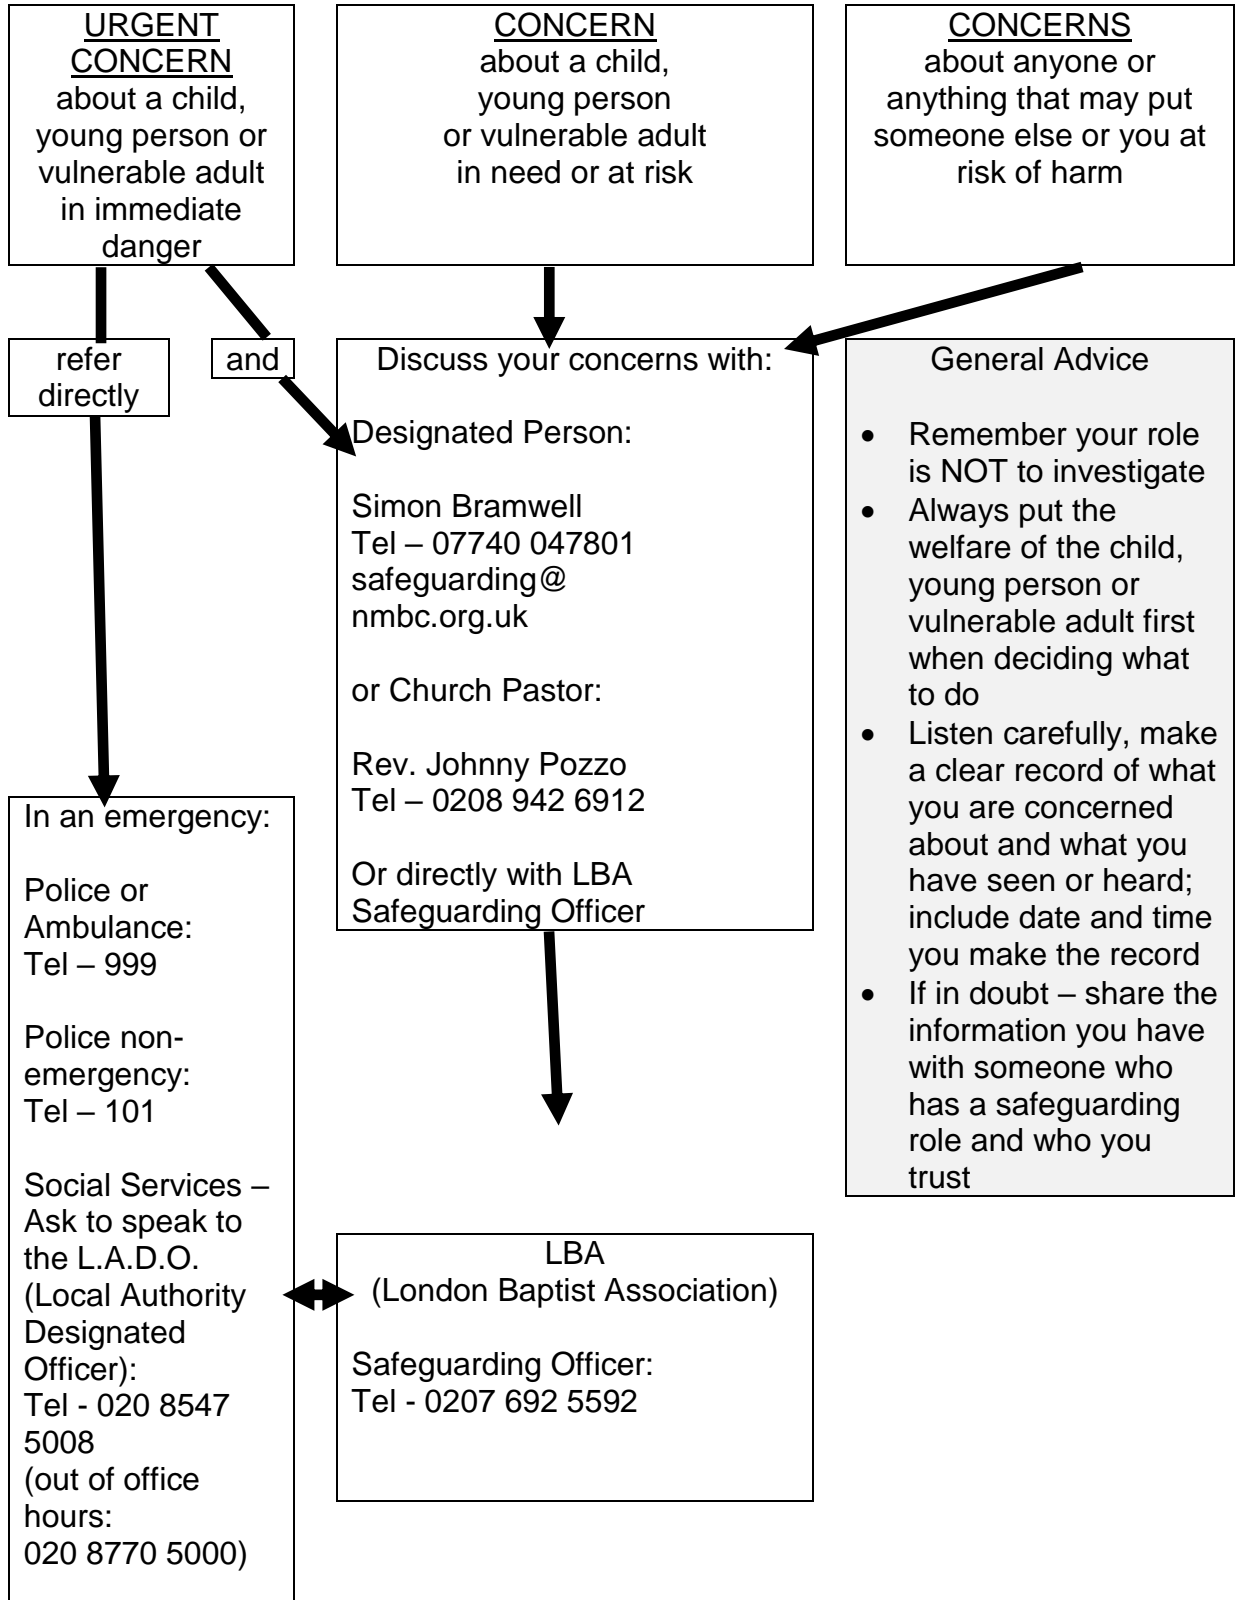 URGENT
CONCERN
about a child,
young person or
vulnerable adult
in immediate
danger
CONCERN
about a child,
young person
or vulnerable adult
in need or at risk
CONCERNS
about anyone or
anything that may put
someone else or you at
risk of harm
refer
directly
and
Discuss your concerns with:
Designated Person:
Simon Bramwell
Tel – 07740 047801
safeguarding@
nmbc.org.uk
or Church Pastor:
Rev. Johnny Pozzo
Tel – 0208 942 6912
Or directly with LBA
Safeguarding Officer
General Advice
• Remember your role
is NOT to investigate
• Always put the
welfare of the child,
young person or
vulnerable adult first
when deciding what
to do
• Listen carefully, make
a clear record of what
you are concerned
about and what you
have seen or heard;
include date and time
you make the record
• If in doubt – share the
information you have
with someone who
has a safeguarding
role and who you
trust
In an emergency:
Police or
Ambulance:
Tel – 999
Police non-
emergency:
Tel – 101
Social Services –
Ask to speak to
the L.A.D.O.
(Local Authority
Designated
Officer):
Tel - 020 8547
5008
(out of office
hours:
020 8770 5000)
LBA
(London Baptist Association)
Safeguarding Officer:
Tel - 0207 692 5592